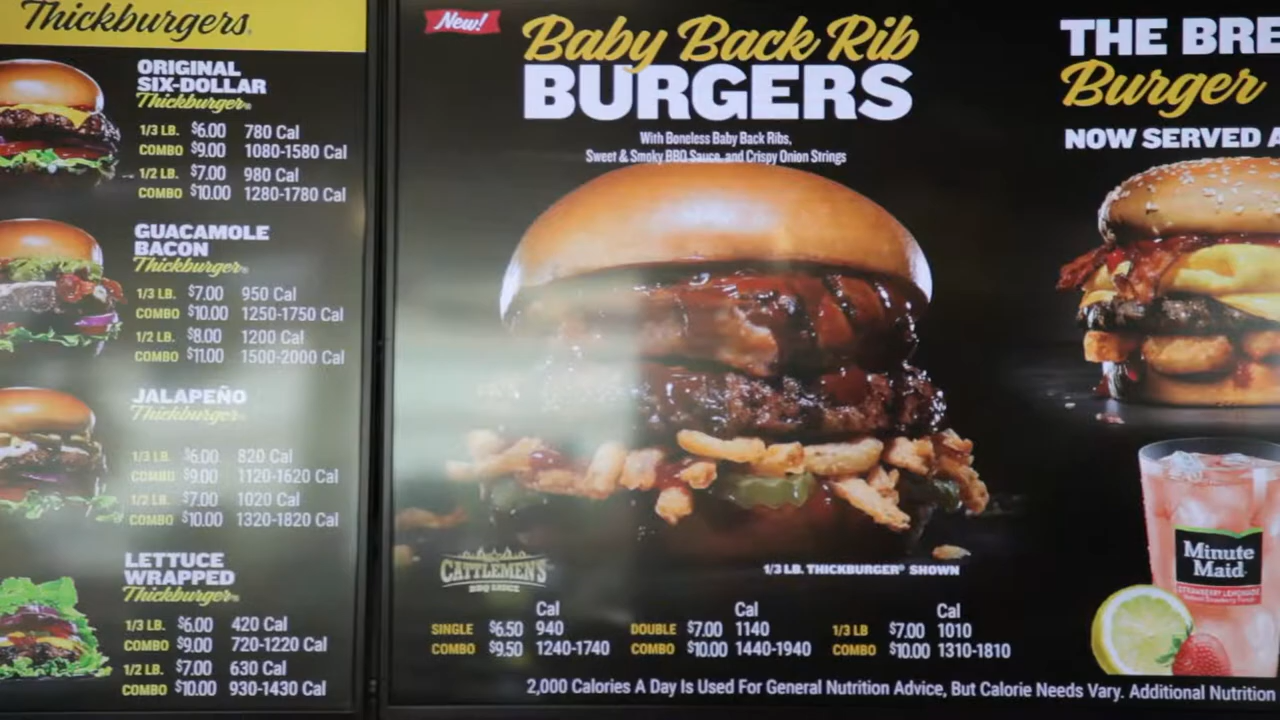 Thickburgers®
ORIGINAL
SIX-DOLLAR
Thickburger®
1/3 LB. $6.00 780 Cal
COMBO $9.00 1080-1580 Cal
1/2 LB. $7.00 980 Cal
COMBO $10.00 1280-1780 Cal
GUACAMOLE
BACON
Thickburger®
1/3 LB. $7.00 950 Cal
COMBO $10.00 1250-1750 Cal
1/2 LB. $8.00 1200 Cal
COMBO $11.00 1500-2000 Cal
JALAPEÑO
Thickburger®
1/3 LB. $6.00 820 Cal
COMBO $9.00 1120-1620 Cal
1/2 LB. $7.00 1020 Cal
COMBO $10.00 1320-1820 Cal
LETTUCE
WRAPPED
Thickburger®
1/3 LB. $6.00 420 Cal
COMBO $9.00 720-1220 Cal
1/2 LB. $7.00 630 Cal
COMBO $10.00 930-1430 Cal
New!
Baby Back Rib
BURGERS
With Boneless Baby Back Ribs,
Sweet & Smoky BBQ Sauce, and Crispy Onion Strings
CATTLEMEN'S
BBQ SAUCE
1/3 LB. THICKBURGER® SHOWN
Cal Cal Cal
SINGLE $6.50 940 DOUBLE $7.00 1140 1/3 LB $7.00 1010
COMBO $9.50 1240-1740 COMBO $10.00 1440-1940 COMBO $10.00 1310-1810
2,000 Calories A Day Is Used For General Nutrition Advice, But Calorie Needs Vary. Additional Nutrition
THE BRE
Burger
NOW SERVED A
Minute
Maid
STRAWBERRY LEMONADE